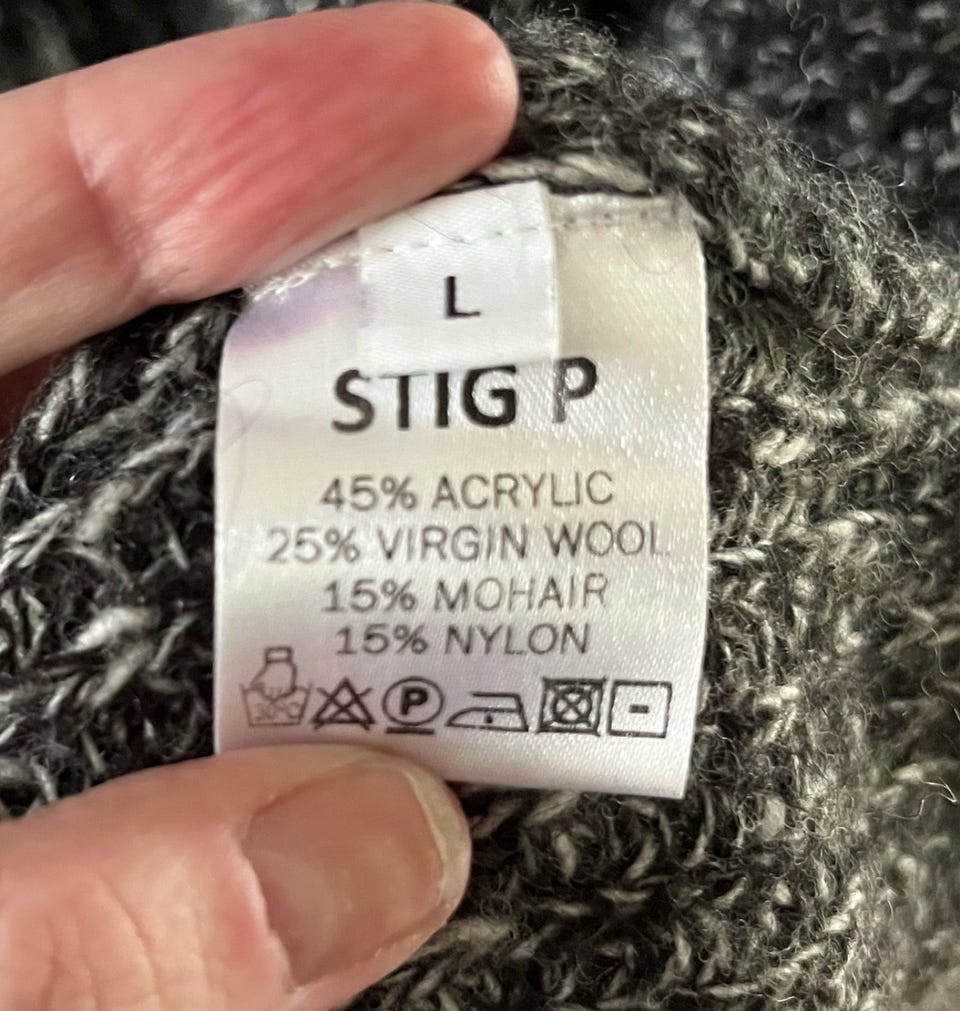 L
STIG P
45% ACRYLIC
25% VIRGIN WOOL
15% MOHAIR
15% NYLON
P